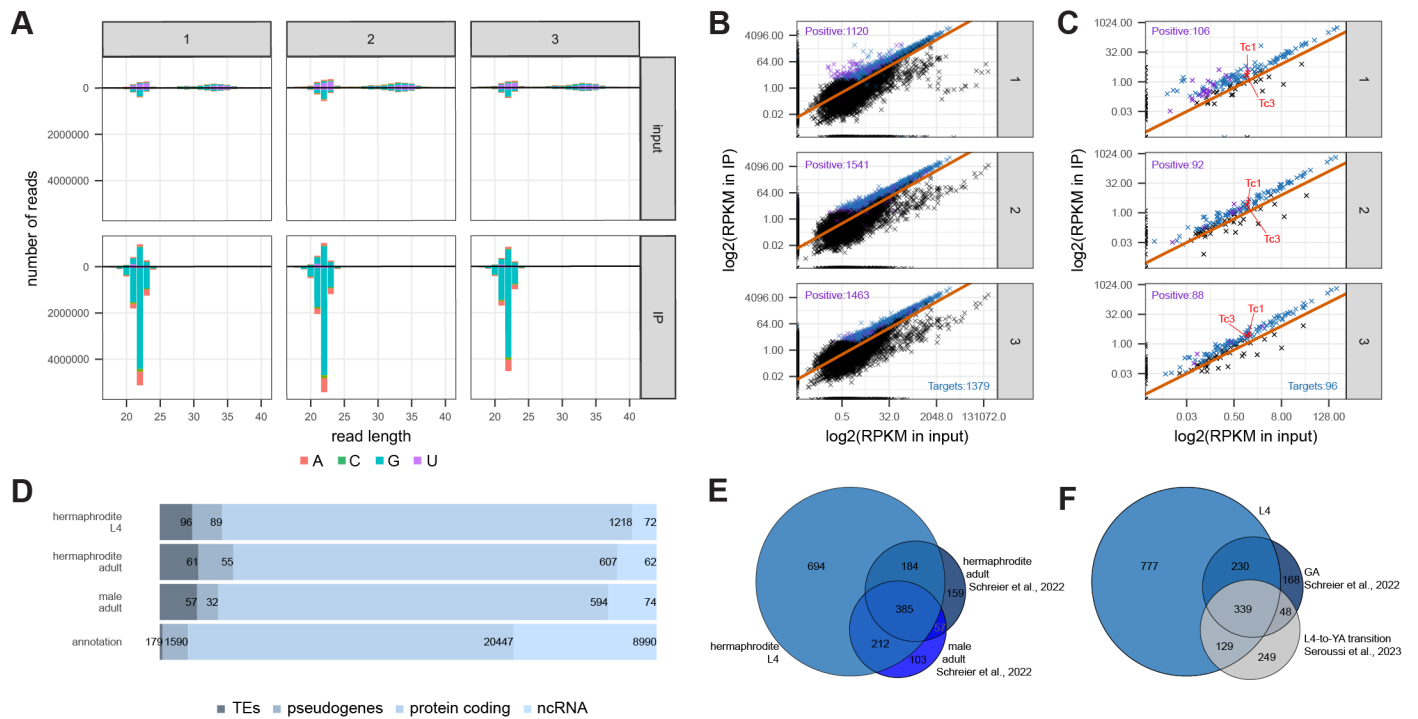 A
1 2 3
0
2000000
4000000
input
0
2000000
4000000
IP
number of reads
20 25 30 35 40 20 25 30 35 40 20 25 30 35 40
read length
A C G U
B
Positive:1120
4096.00
64.00
1.00
0.02
1
Positive:1541
4096.00
64.00
1.00
0.02
2
Positive:1463
4096.00
64.00
1.00
0.02
3
Targets:1379
log2(RPKM in IP)
0.5 32.0 2048.0 131072.0
log2(RPKM in input)
C
Positive:106
Tc1
Tc3
1024.00
32.00
1.00
0.03
1
Positive:92
Tc1
Tc3
1024.00
32.00
1.00
0.03
2
Positive:88
Tc1
Tc3
1024.00
32.00
1.00
0.03
3
Targets:96
log2(RPKM in IP)
0.03 0.50 8.00 128.00
log2(RPKM in input)
D
hermaphrodite
L4
96 89 1218 72
hermaphrodite
adult
61 55 607 62
male
adult
57 32 594 74
annotation
179 1590 20447 8990
TEs pseudogenes protein coding ncRNA
E
694
184
159
385
57
212
103
hermaphrodite
adult
Schreier et al., 2022
hermaphrodite
L4
male
adult
Schreier et al., 2022
F
L4
777
230
168
339
48
129
249
GA
Schreier et al., 2022
L4-to-YA transition
Seroussi et al., 2023